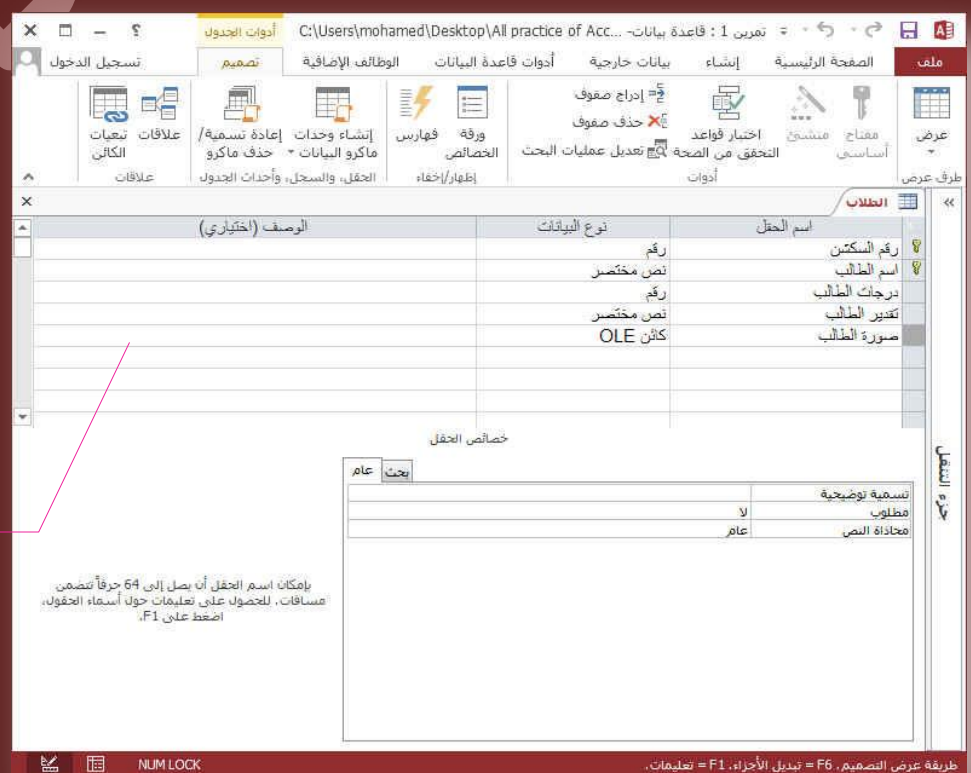 تمرين 1 : قاعدة بيانات- C:\Users\mohamed\Desktop\All practice of Acc...
أدوات الجدول
ملف الصفحة الرئيسية إنشاء بيانات خارجية أدوات قاعدة البيانات الوظائف الإضافية تصميم تسجيل الدخول
عرض
مفتاح أساسي
منشئ
اختبار قواعد التحقق من الصحة
إدراج صفوف
حذف صفوف
تعديل عمليات البحث
ورقة الخصائص
فهارس
إنشاء وحدات ماكرو البيانات
إعادة تسمية/ حذف ماكرو
علاقات
تبعيات الكائن
طرق عرض أدوات إظهار/إخفاء الحقل، والسجل، وأحداث الجدول علاقات
الطلاب
اسم الحقل نوع البيانات الوصف (اختياري)
رقم السكشن رقم
اسم الطالب نص مختصر
درجات الطالب رقم
تقدير الطالب نص مختصر
صورة الطالب كائن OLE
خصائص الحقل
عام بحث
تسمية توضيحية
مطلوب لا
محاذاة النص عام
بإمكان اسم الحقل أن يصل إلى 64 حرفاً تتضمن
مسافات. للحصول على تعليمات حول أسماء الحقول،
اضغط على F1.
جزء التنقل
طريقة عرض التصميم. F6 = تبديل الأجزاء. F1 = تعليمات. NUM LOCK